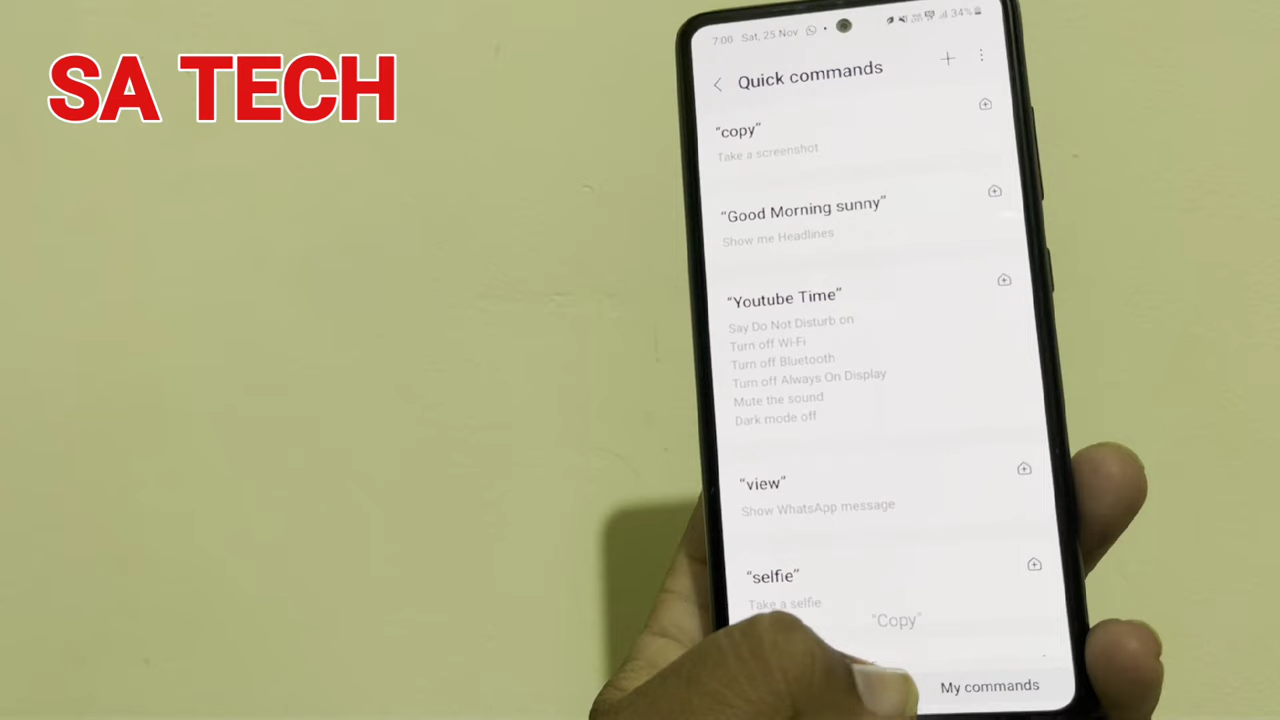 SA TECH
7:00 Sat, 25 Nov 34%
Quick commands
"copy"
Take a screenshot
"Good Morning sunny"
Show me Headlines
"Youtube Time"
Say Do Not Disturb on
Turn off Wi-Fi
Turn off Bluetooth
Turn off Always On Display
Mute the sound
Dark mode off
"view"
Show WhatsApp message
"selfie"
Take a selfie
"Copy"
My commands